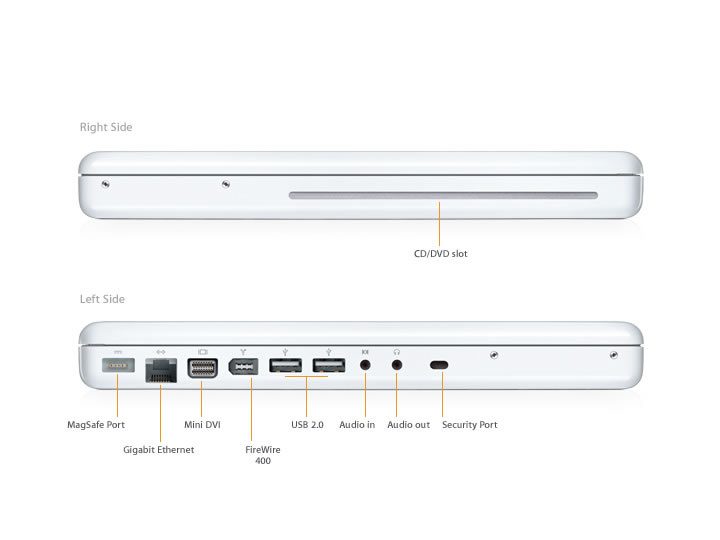 Right Side
CD/DVD slot
Left Side
MagSafe Port
Gigabit Ethernet
Mini DVI
FireWire
400
USB 2.0
Audio in
Audio out
Security Port